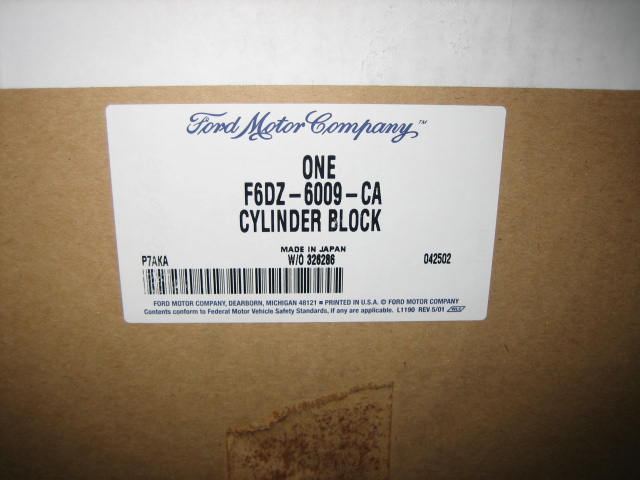 Ford Motor Company™
ONE
F6DZ-6009-CA
CYLINDER BLOCK
MADE IN JAPAN
P7AKA W/O 326286 042502
FORD MOTOR COMPANY, DEARBORN, MICHIGAN 48121 ■ PRINTED IN U.S.A. © FORD MOTOR COMPANY
Contents conform to Federal Motor Vehicle Safety Standards, if any are applicable. L1190 REV 5/01